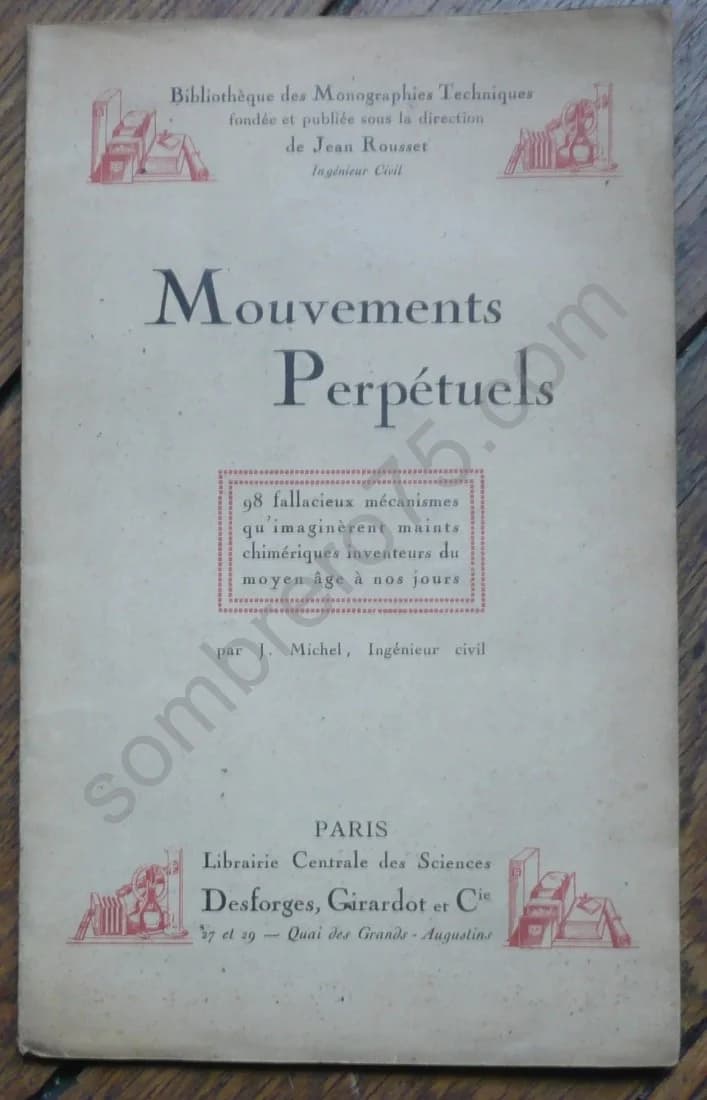 Bibliothèque des Monographies Techniques
fondée et publiée sous la direction
de Jean Rousset
Ingénieur Civil
Mouvements
Perpétuels
98 fallacieux mécanismes
qu'imaginèrent maints
chimériques inventeurs du
moyen âge à nos jours
par J. Michel, Ingénieur civil
PARIS
Librairie Centrale des Sciences
Desforges, Girardot et Cie
27 et 29 — Quai des Grands-Augustins
sombrero75.com